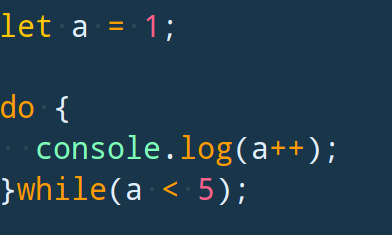 let a = 1;
do {
  console.log(a++);
}while(a < 5);